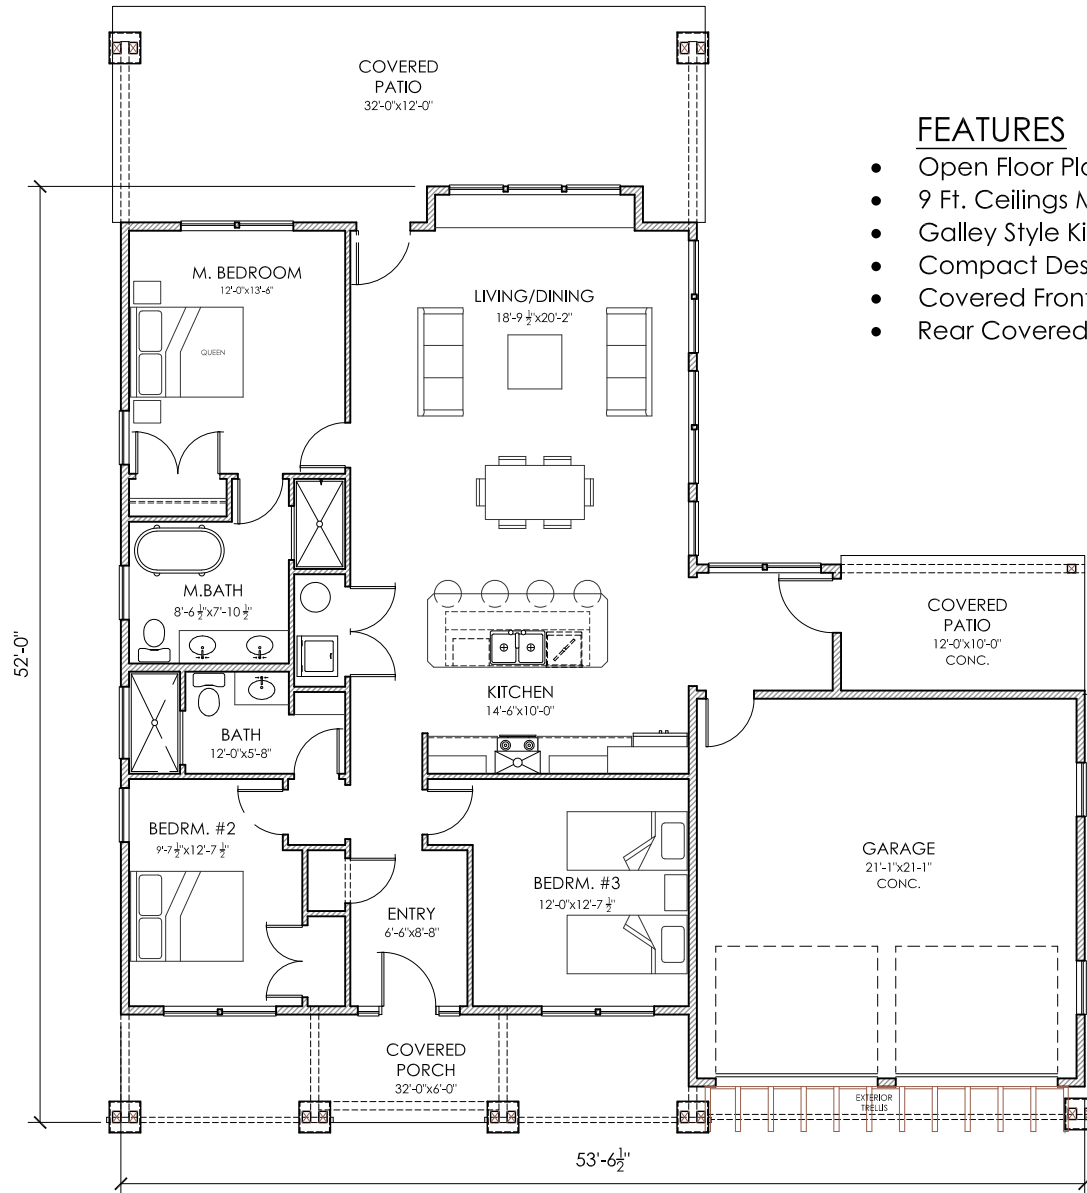 COVERED
PATIO
32'-0"x12'-0"
FEATURES
• Open Floor
• 9 Ft. Ceilings
• Galley Style
• Compact
• Covered
• Rear Covered
M. BEDROOM
12'-0"x13'-6"
QUEEN
LIVING/DINING
18'-9 1/2"x20'-2"
M.BATH
8'-6 1/2"x7'-10 1/2"
COVERED
PATIO
12'-0"x10'-0"
CONC.
52'-0"
KITCHEN
14'-6"x10'-0"
BATH
12'-0"x5'-8"
BEDRM. #2
9'-7 1/2"x12'-7 1/2"
GARAGE
21'-1"x21'-1"
CONC.
BEDRM. #3
12'-0"x12'-7 1/2"
ENTRY
6'-6"x8'-8"
COVERED
PORCH
32'-0"x6'-0"
EXTERIOR
TRELLIS
53'-6 1/2"